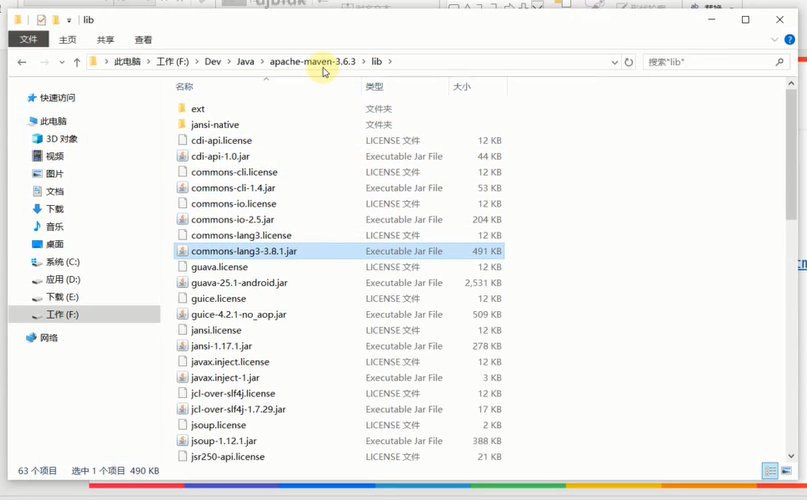 lib
文件 主页 共享 查看
此电脑 工作 (F:) Dev Java apache-maven-3.6.3 lib 搜索"lib"
名称 类型 大小
快速访问
此电脑
3D 对象
视频
图片
文档
下载
音乐
桌面
系统 (C:)
应用 (D:)
下载 (E:)
工作 (F:)
网络
ext 文件夹
jansi-native 文件夹
cdi-api.license LICENSE 文件 12 KB
cdi-api-1.0.jar Executable Jar File 44 KB
commons-cli.license LICENSE 文件 12 KB
commons-cli-1.4.jar Executable Jar File 53 KB
commons-io.license LICENSE 文件 12 KB
commons-io-2.5.jar Executable Jar File 204 KB
commons-lang3.license LICENSE 文件 12 KB
commons-lang3-3.8.1.jar Executable Jar File 491 KB
guava.license LICENSE 文件 12 KB
guava-25.1-android.jar Executable Jar File 2,531 KB
guice.license LICENSE 文件 12 KB
guice-4.2.1-no_aop.jar Executable Jar File 509 KB
jansi.license LICENSE 文件 12 KB
jansi-1.17.1.jar Executable Jar File 278 KB
javax.inject.license LICENSE 文件 12 KB
javax.inject-1.jar Executable Jar File 3 KB
jcl-over-slf4j.license LICENSE 文件 12 KB
jcl-over-slf4j-1.7.29.jar Executable Jar File 17 KB
jsoup.license LICENSE 文件 2 KB
jsoup-1.12.1.jar Executable Jar File 388 KB
jsr250-api.license LICENSE 文件 21 KB
63 个项目 选中 1 个项目 490 KB